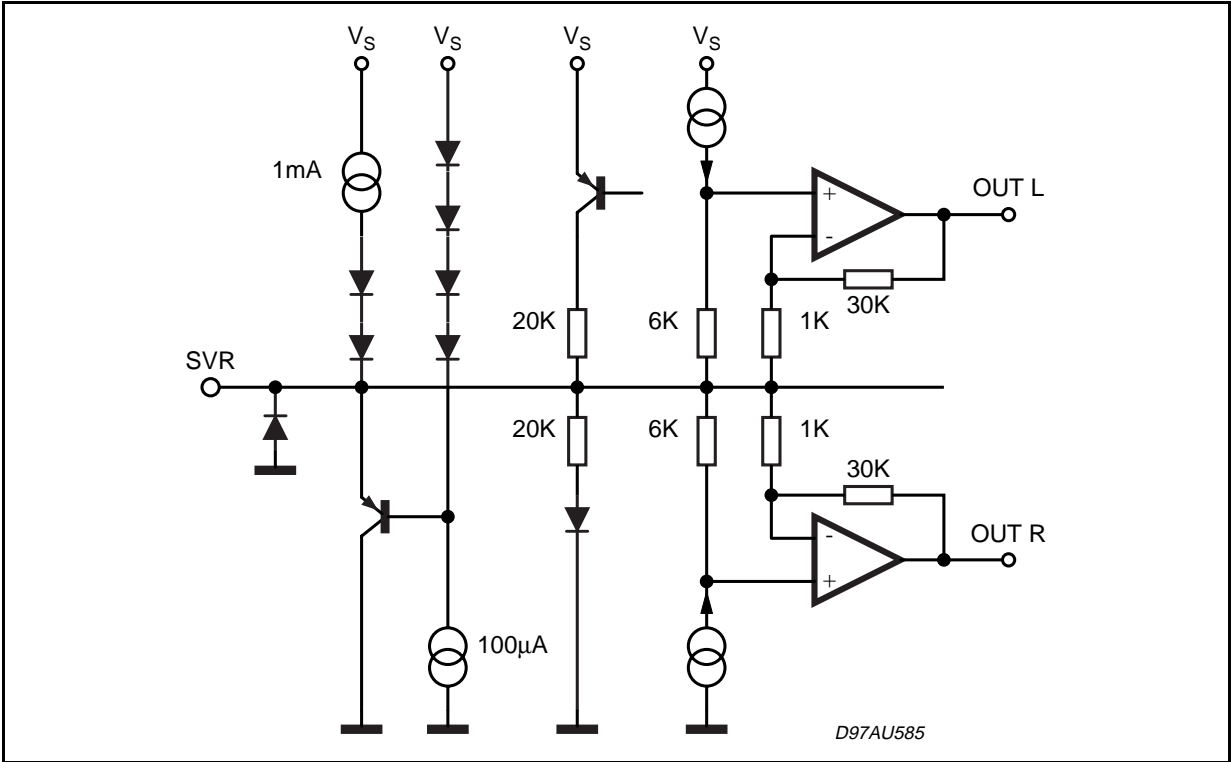 VS VS VS VS
1mA
+
-
OUT L
30K
20K 6K 1K
SVR
20K 6K 1K
30K
-
+
OUT R
100μA
D97AU585